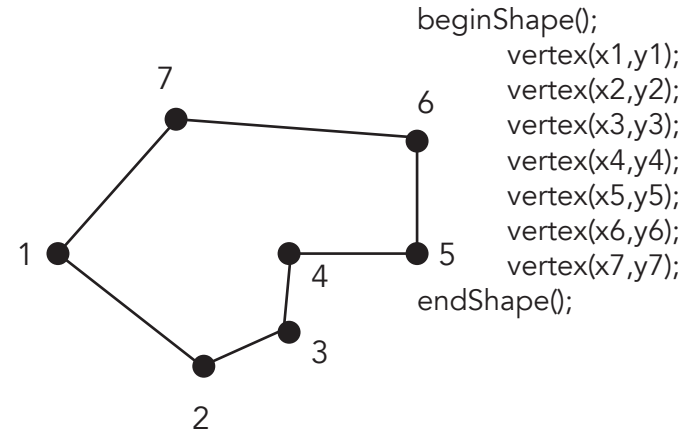 beginShape();
vertex(x1,y1);
vertex(x2,y2);
vertex(x3,y3);
vertex(x4,y4);
vertex(x5,y5);
vertex(x6,y6);
vertex(x7,y7);
endShape();
7
6
1
4
5
3
2